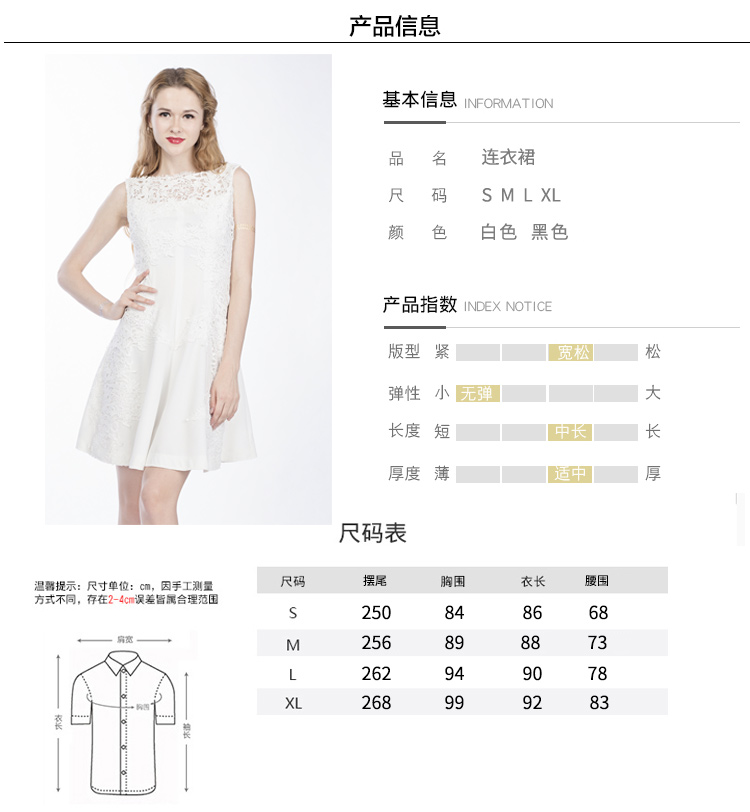 产品信息
基本信息 INFORMATION
品 名 连衣裙
尺 码 S M L XL
颜 色 白色 黑色
产品指数 INDEX NOTICE
版型 紧 宽松 松
弹性 小 无弹 大
长度 短 中长 长
厚度 薄 适中 厚
尺码表
温馨提示：尺寸单位：cm，因手工测量
方式不同，存在2-4cm误差皆属合理范围
肩宽
胸围
衣长
尺码 摆尾 胸围 衣长 腰围
S 250 84 86 68
M 256 89 88 73
L 262 94 90 78
XL 268 99 92 83